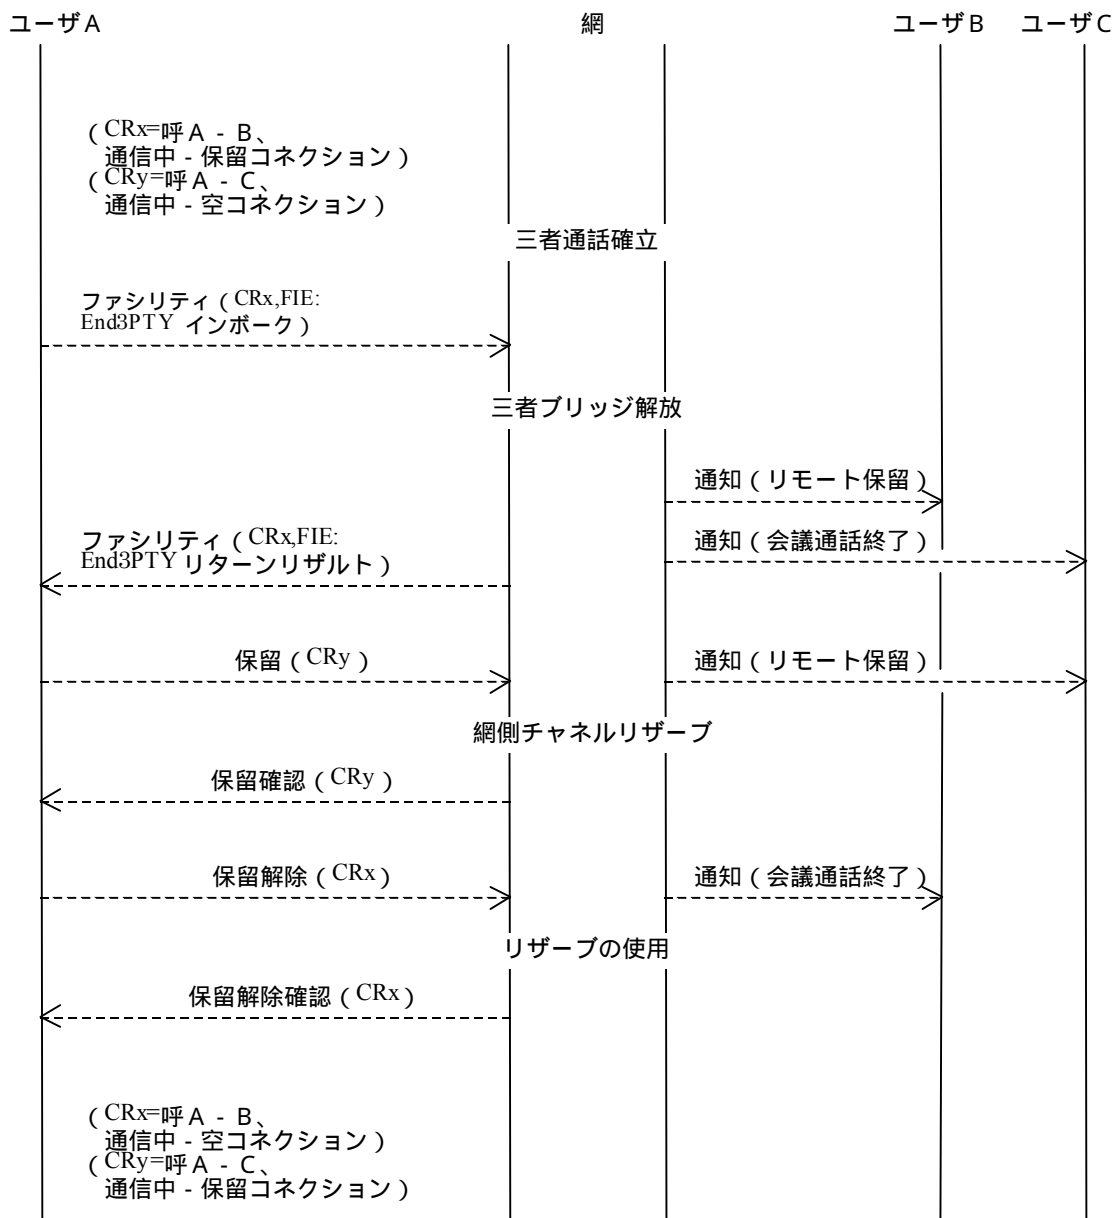 ユーザA 網 ユーザB ユーザC
(CRx=呼A - B、
通信中 - 保留コネクション)
(CRy=呼A - C、
通信中 - 空コネクション)
三者通話確立
ファシリティ(CRx,FIE:
End3PTY インボーク)
三者ブリッジ解放
通知(リモート保留)
ファシリティ(CRx,FIE:
End3PTYリターンリザルト)
通知(会議通話終了)
保留(CRy)
通知(リモート保留)
網側チャネルリザーブ
保留確認(CRy)
保留解除(CRx)
通知(会議通話終了)
リザーブの使用
保留解除確認(CRx)
(CRx=呼A - B、
通信中 - 空コネクション)
(CRy=呼A - C、
通信中 - 保留コネクション)